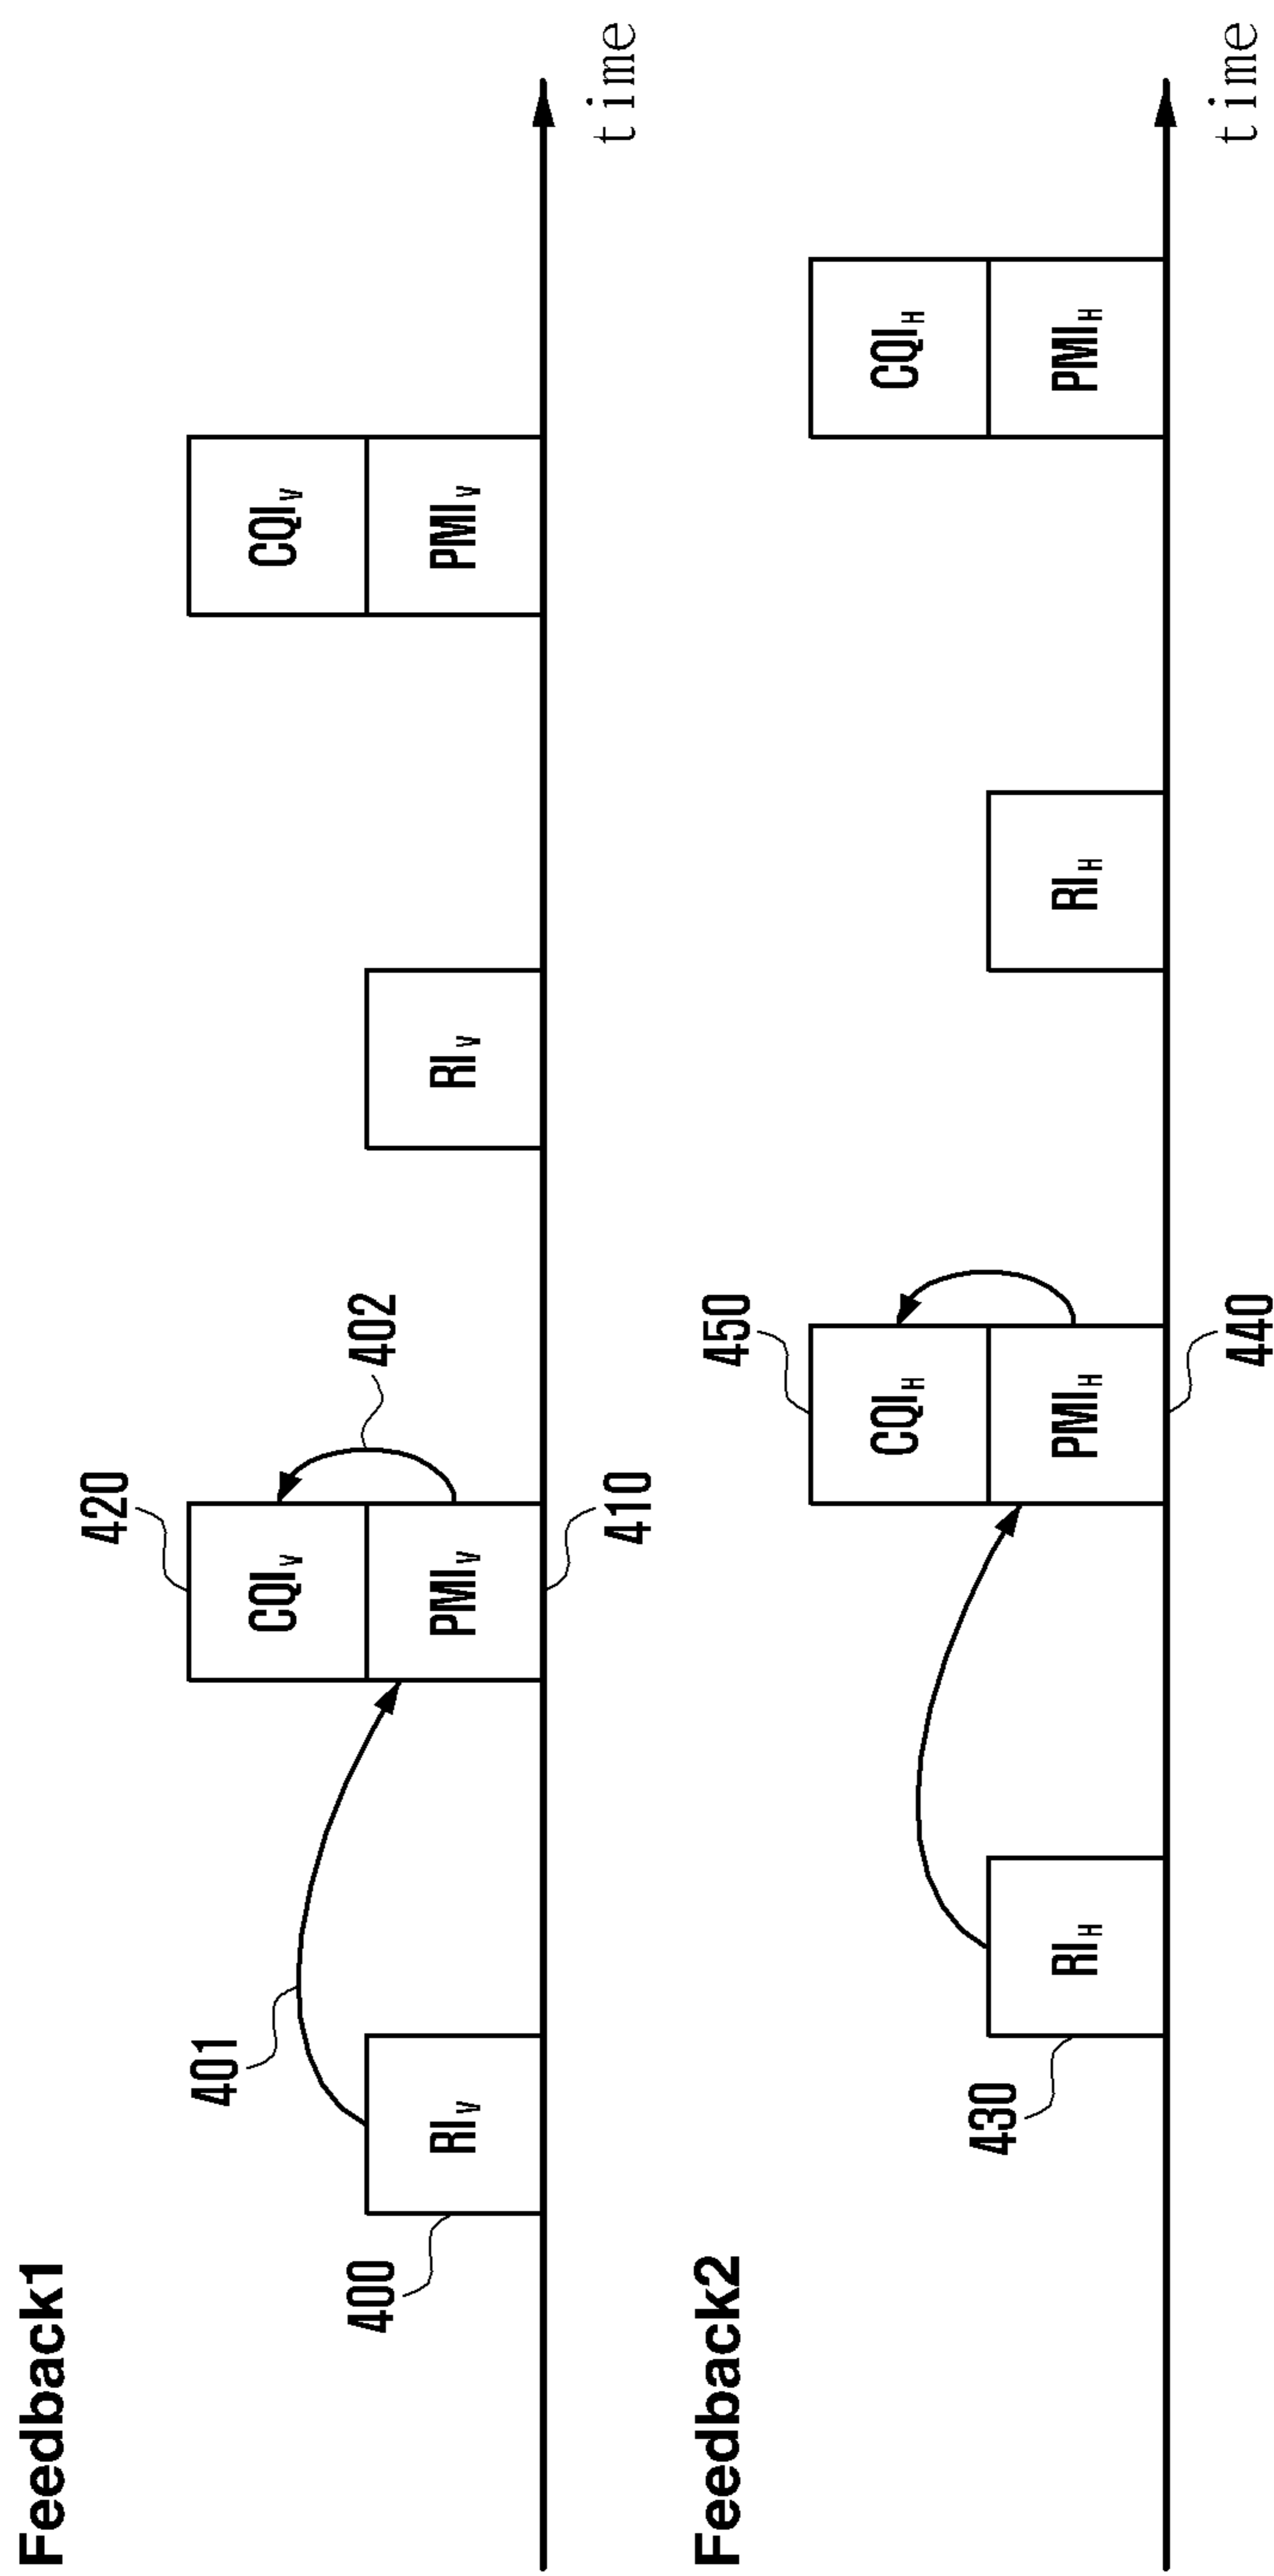 Feedback1
420
402
401
CQIV
CQIV
400
RIV
PMIV
RIV
PMIV
410
time
Feedback2
450
CQIH
CQIH
430
RIH
PMIH
RIH
PMIH
440
time